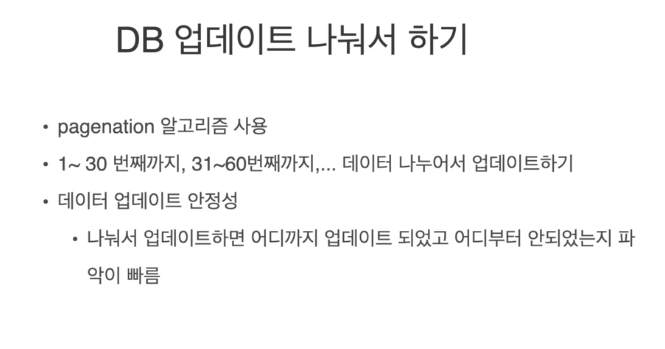 DB 업데이트 나눠서 하기
• pagenation 알고리즘 사용
• 1~ 30 번째까지, 31~60번째까지,... 데이터 나누어서 업데이트하기
• 데이터 업데이트 안정성
• 나눠서 업데이트하면 어디까지 업데이트 되었고 어디부터 안되었는지 파
악이 빠름